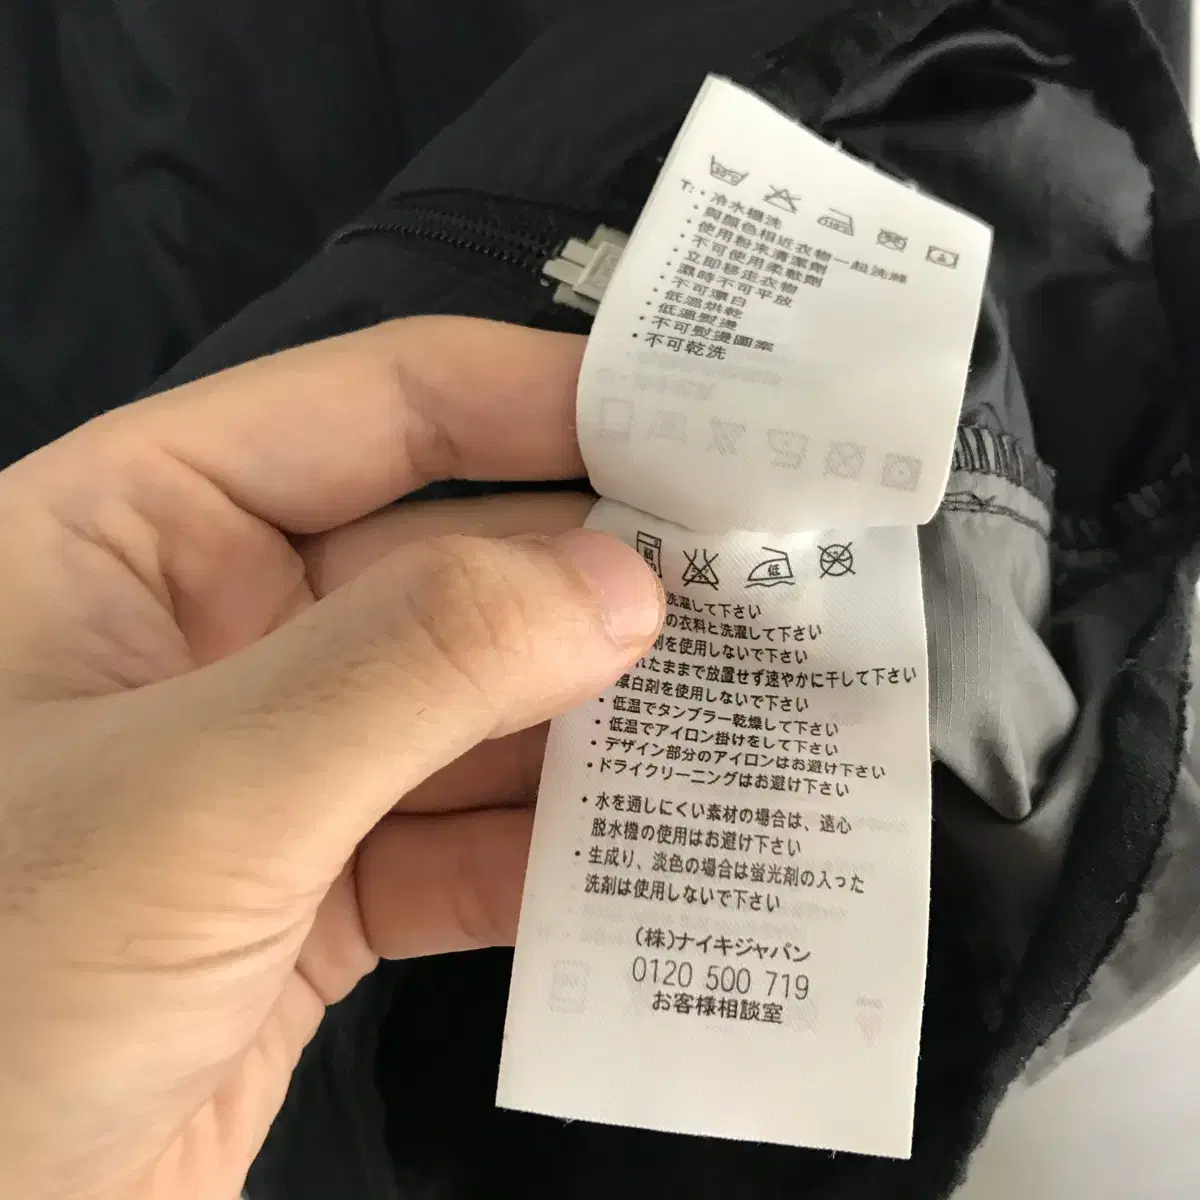 T: • 冷水機洗
• 與顏色相近衣物一起洗滌
• 使用粉末清潔劑
• 不可使用柔軟劑
• 立即移走衣物
• 濕時不可平放
• 不可漂白
• 低溫烘乾
• 低溫熨燙
• 不可熨燙圖案
• 不可乾洗
低
洗濯して下さい
の衣料と洗濯して下さい
剤を使用しないで下さい
れたままで放置せず速やかに干して下さい
漂白剤を使用しないで下さい
• 低温でタンブラー乾燥して下さい
• 低温でアイロン掛けをして下さい
• デザイン部分のアイロンはお避け下さい
• ドライクリーニングはお避け下さい
• 水を通しにくい素材の場合は、遠心
脱水機の使用はお避け下さい
• 生成り、淡色の場合は蛍光剤の入った
洗剤は使用しないで下さい
(株)ナイキジャパン
0120 500 719
お客様相談室